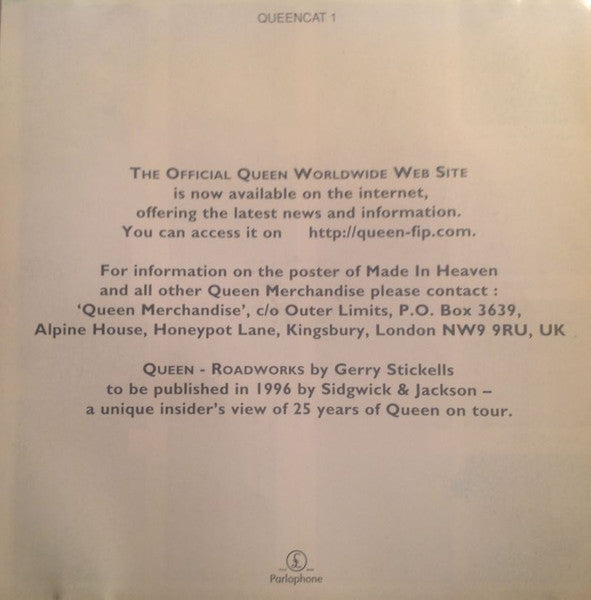 QUEENCAT 1
THE OFFICIAL QUEEN WORLDWIDE WEB SITE
is now available on the internet,
offering the latest news and information.
You can access it on http://queen-fip.com.
For information on the poster of Made In Heaven
and all other Queen Merchandise please contact :
‘Queen Merchandise’, c/o Outer Limits, P.O. Box 3639,
Alpine House, Honeypot Lane, Kingsbury, London NW9 9RU, UK
QUEEN - ROADWORKS by Gerry Stickells
to be published in 1996 by Sidgwick & Jackson –
a unique insider’s view of 25 years of Queen on tour.
£
Parlophone